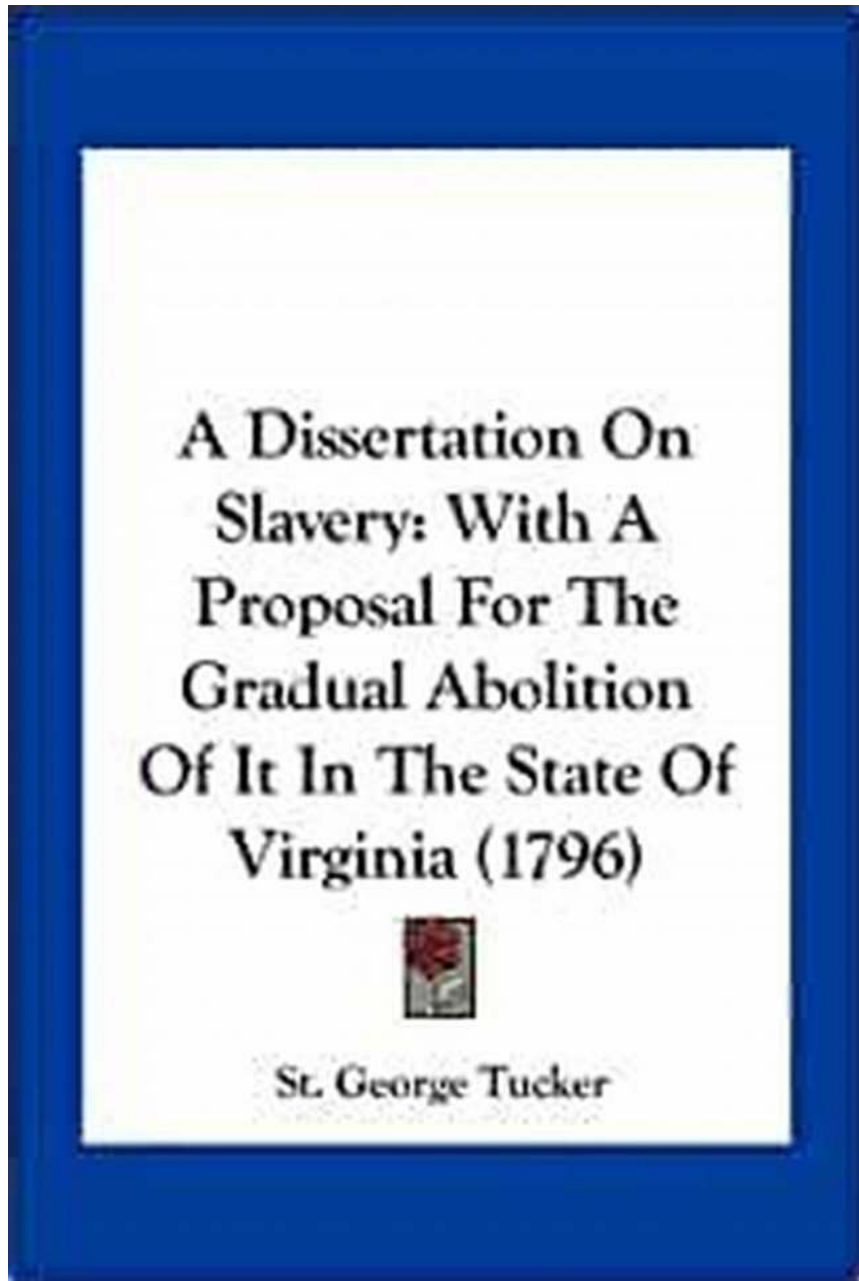 A Dissertation On
Slavery: With A
Proposal For The
Gradual Abolition
Of It In The State Of
Virginia (1796)
St. George Tucker